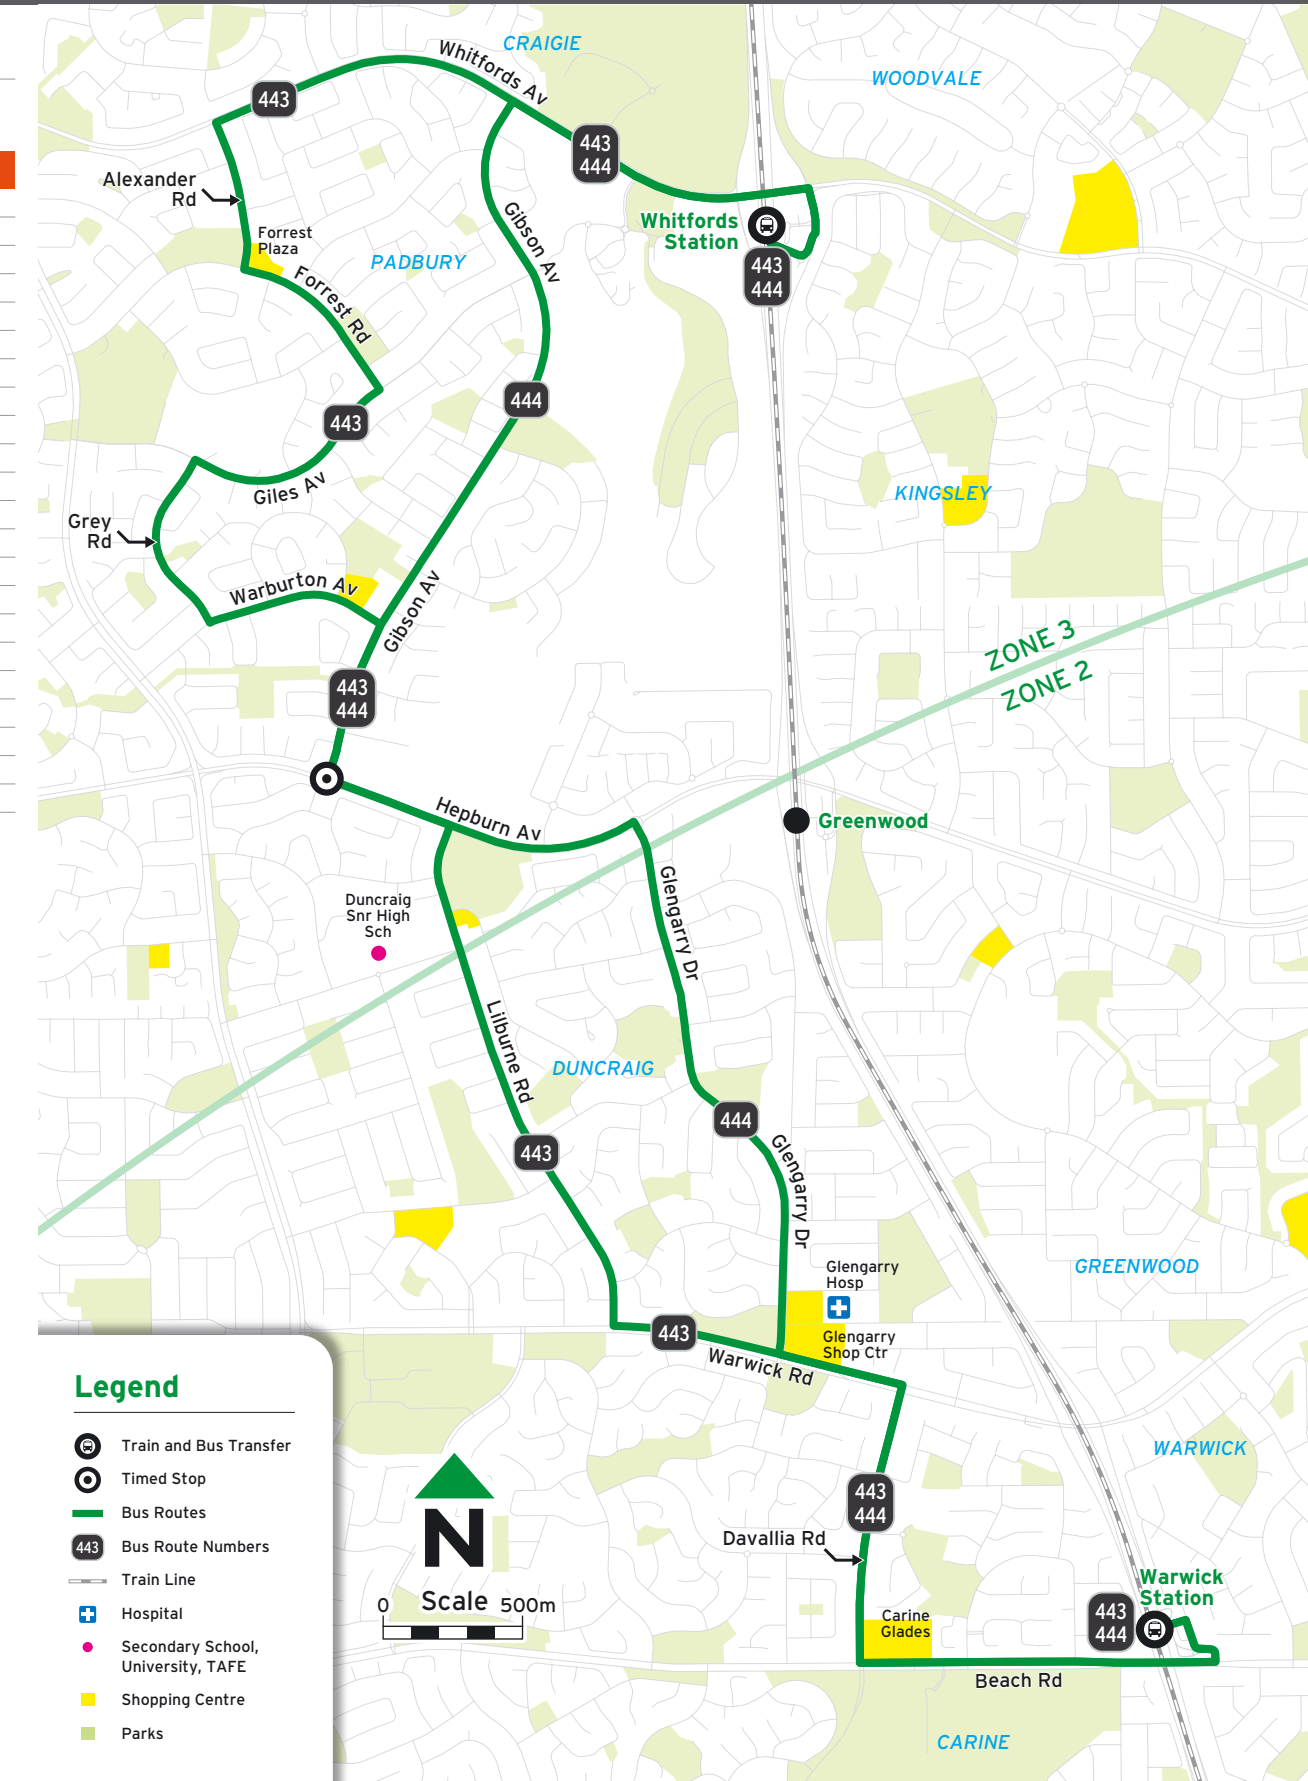 CRAIGIE
Whitfords Av
WOODVALE
443
443
444
Alexander
Rd
Forrest
Plaza
PADBURY
Gibson Av
Whitfords
Station
443
444
Forrest Rd
444
443
Giles Av
KINGSLEY
Grey
Rd
Warburton Av
Gibson Av
ZONE 3
ZONE 2
443
444
Hepburn Av
Greenwood
Glengarry Dr
Duncraig
Snr High
Sch
Lilburne Rd
DUNCRAIG
444
443
Glengarry Dr
GREENWOOD
Glengarry
Hosp
443
Glengarry
Shop Ctr
Warwick Rd
WARWICK
443
444
Davallia Rd
Warwick
Station
443
444
Carine
Glades
Beach Rd
CARINE
Legend
Train and Bus Transfer
Timed Stop
Bus Routes
443 Bus Route Numbers
Train Line
Hospital
Secondary School,
University, TAFE
Shopping Centre
Parks
N
0 Scale 500m